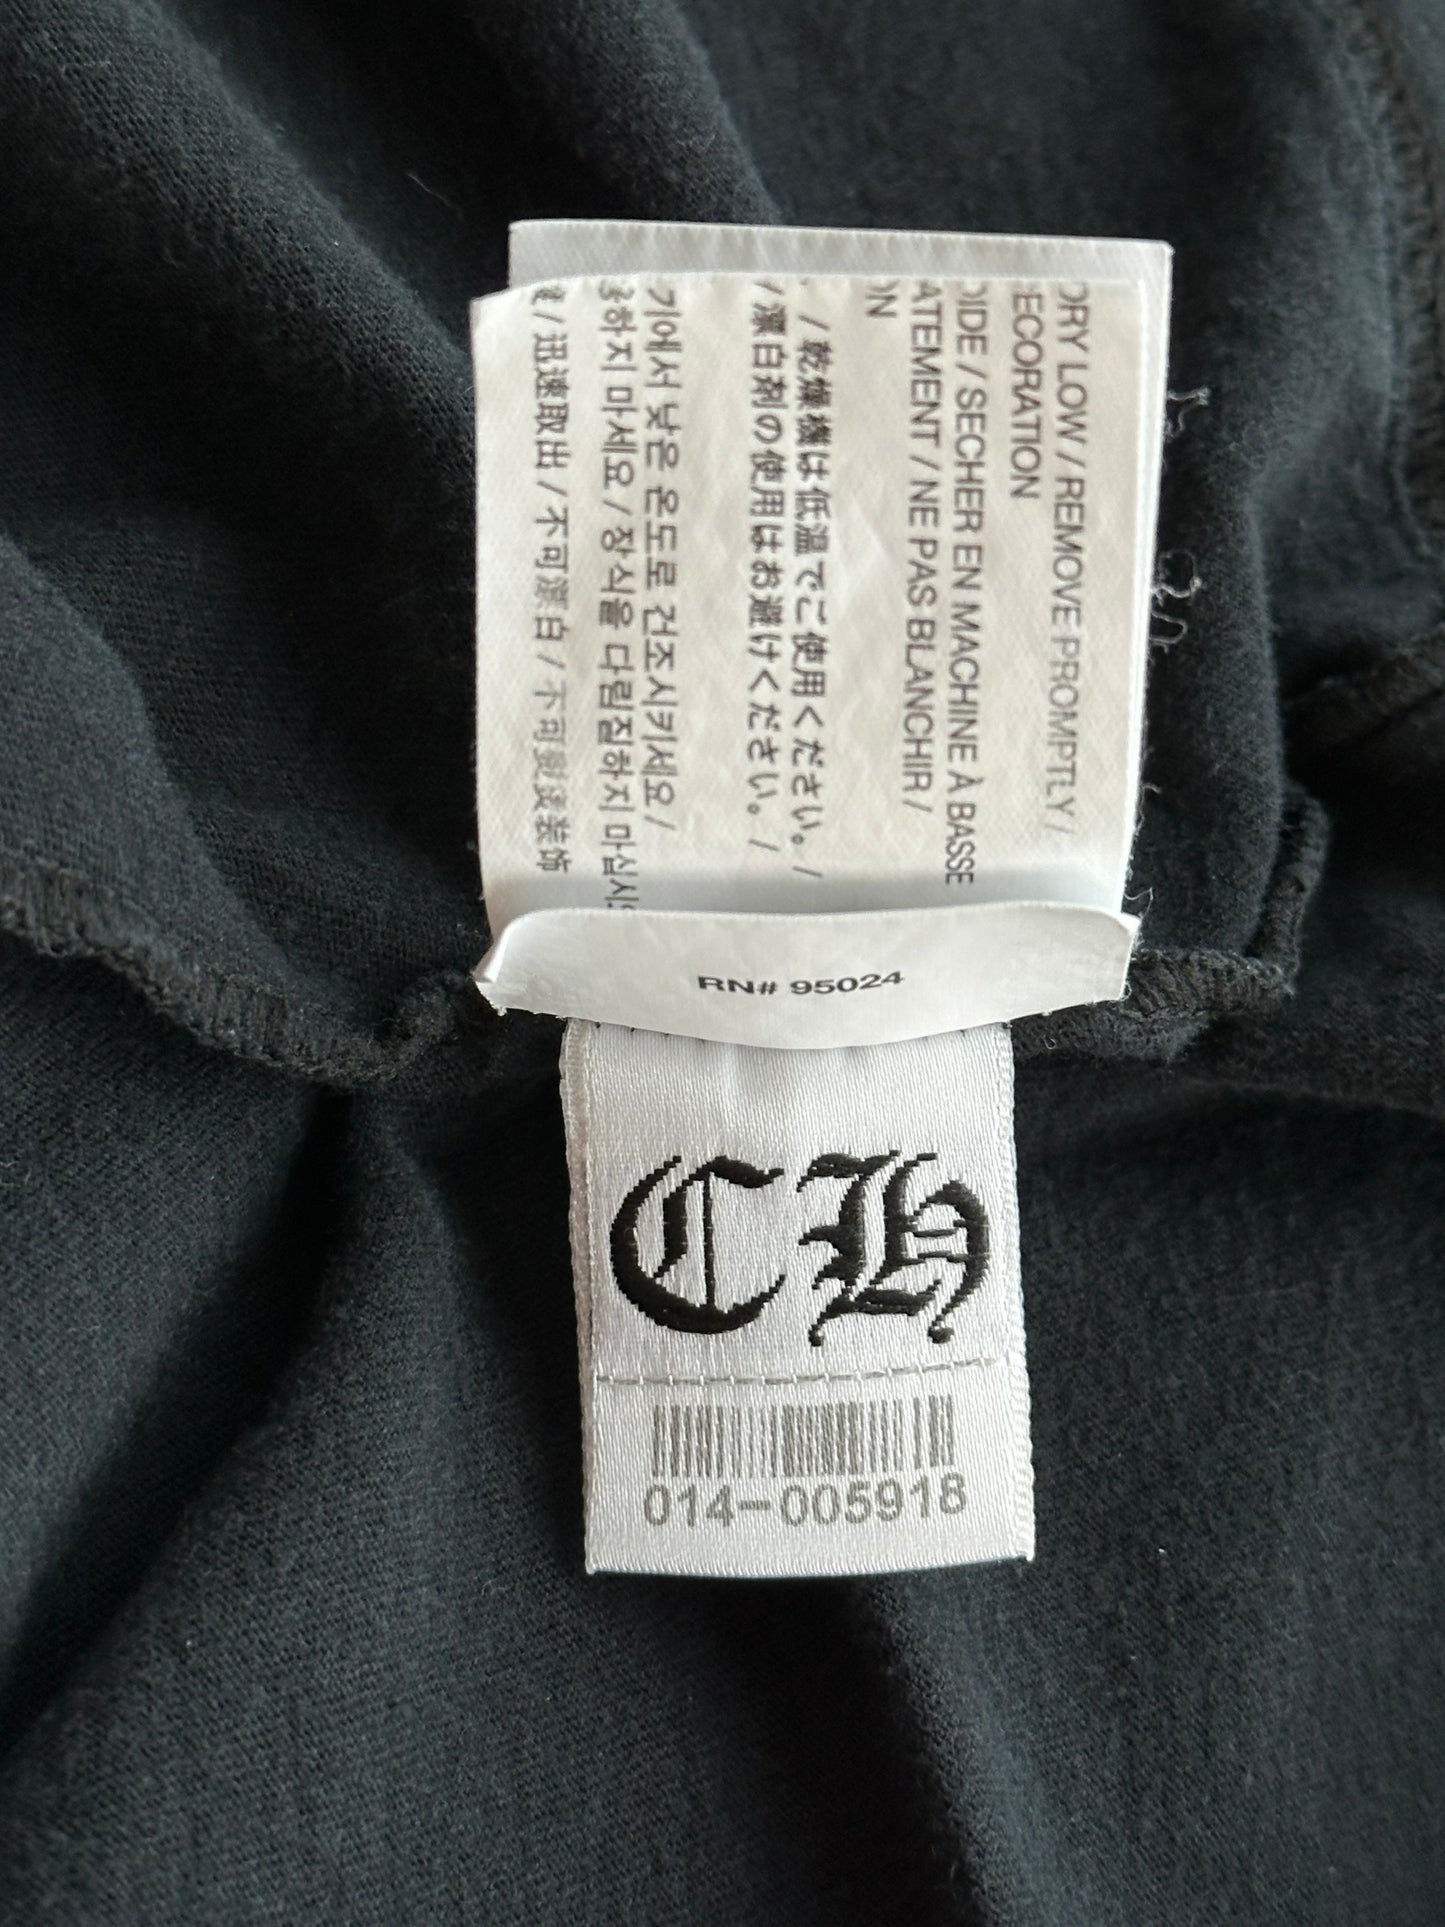 DRY LOW / REMOVE PROMPTLY /
ECORATION
IDE / SECHER EN MACHINE À BASSE
ATEMENT / NE PAS BLANCHIR /
ON
/ 乾燥機は低温でご使用ください。 /
/ 漂白剤の使用はお避けください。 /
기에서 낮은 온도로 건조시키세요 /
하지 마세요 / 장식을 다림질하지 마십시오
/ 迅速取出 / 不可漂白 / 不可熨烫装饰
RN# 95024
CH
014-005918